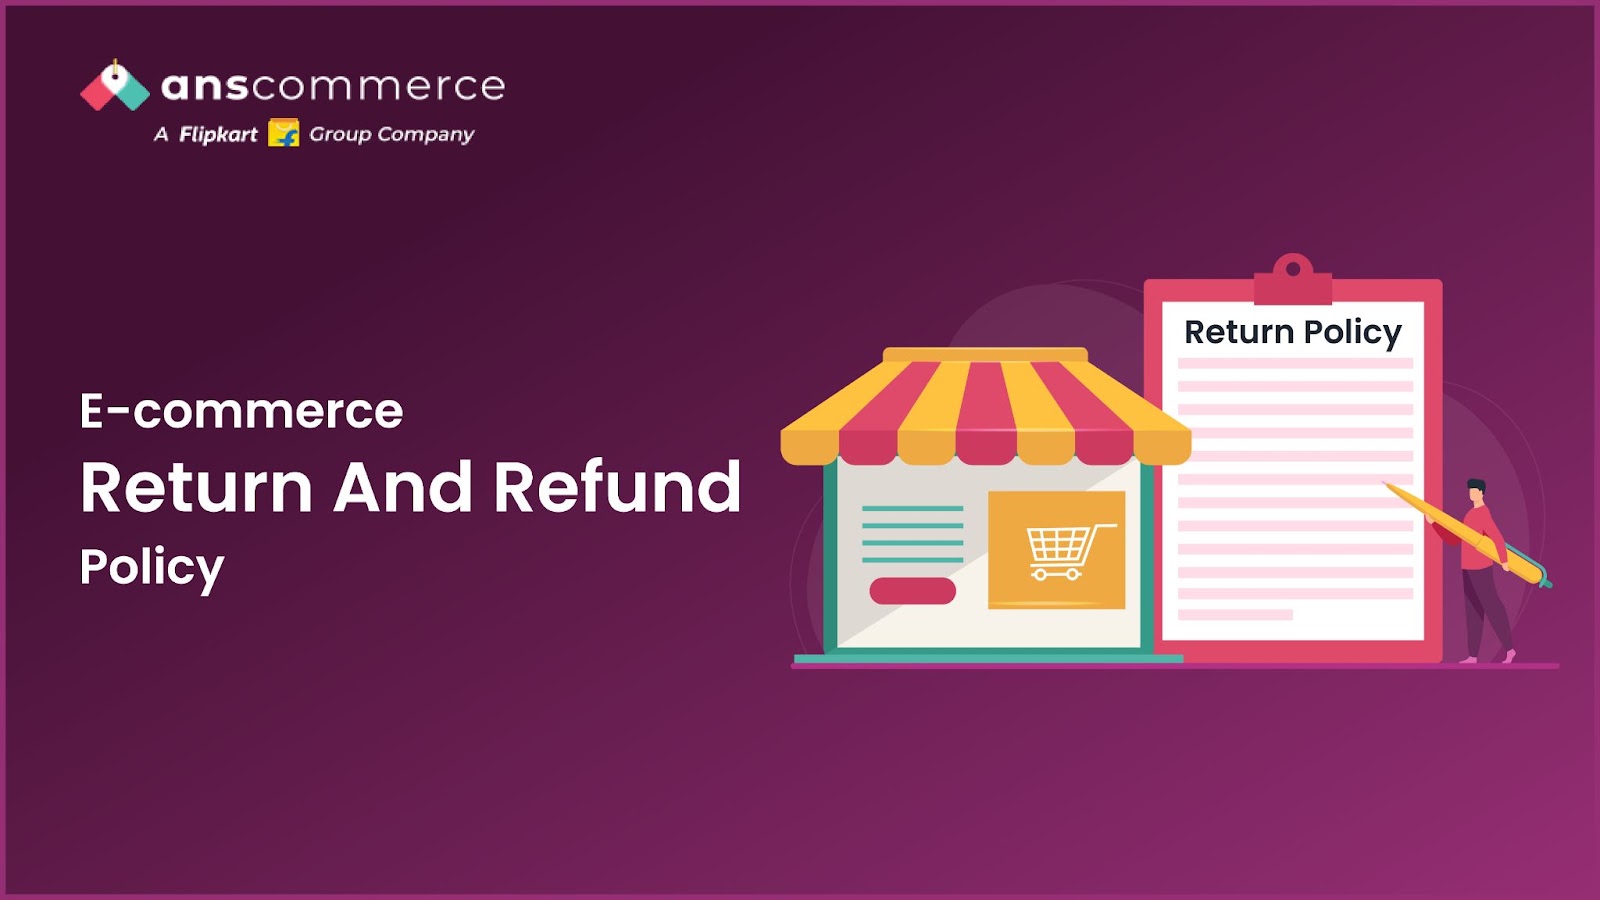 anscommerce
A Flipkart Group Company
E-commerce
Return And Refund
Policy
Return Policy